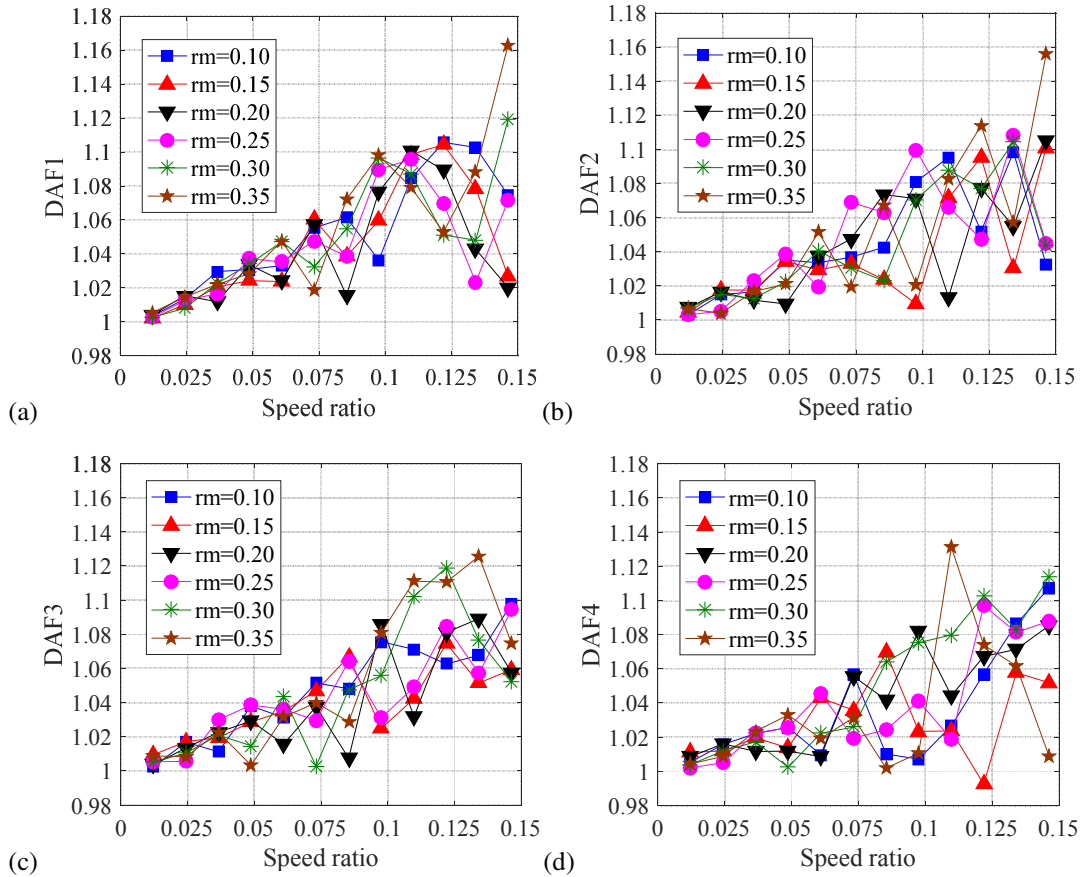 1.18
1.16
1.14
1.12
1.1
1.08
1.06
1.04
1.02
1
0.98
DAF1
rm=0.10
rm=0.15
rm=0.20
rm=0.25
rm=0.30
rm=0.35
0 0.025 0.05 0.075 0.1 0.125 0.15
Speed ratio
(a)
1.18
1.16
1.14
1.12
1.1
1.08
1.06
1.04
1.02
1
0.98
DAF2
rm=0.10
rm=0.15
rm=0.20
rm=0.25
rm=0.30
rm=0.35
0 0.025 0.05 0.075 0.1 0.125 0.15
Speed ratio
(b)
1.18
1.16
1.14
1.12
1.1
1.08
1.06
1.04
1.02
1
0.98
DAF3
rm=0.10
rm=0.15
rm=0.20
rm=0.25
rm=0.30
rm=0.35
0 0.025 0.05 0.075 0.1 0.125 0.15
Speed ratio
(c)
1.18
1.16
1.14
1.12
1.1
1.08
1.06
1.04
1.02
1
0.98
DAF4
rm=0.10
rm=0.15
rm=0.20
rm=0.25
rm=0.30
rm=0.35
0 0.025 0.05 0.075 0.1 0.125 0.15
Speed ratio
(d)